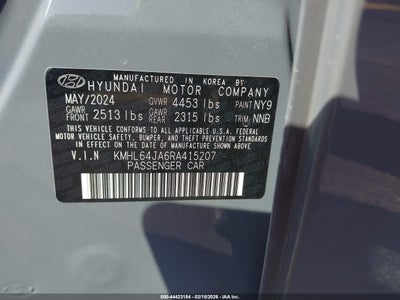 MANUFACTURED IN KOREA BY
HYUNDAI MOTOR COMPANY
MAY/2024 GVWR 4453 lbs PAINT NY9
GAWR FRONT 2513 lbs GAWR REAR 2315 lbs TRIM NNB
THIS VEHICLE CONFORMS TO ALL APPLICABLE U.S.A FEDERAL
MOTOR VEHICLE SAFETY, BUMPER, AND THEFT PREVENTION STANDARDS
IN EFFECT ON THE DATE OF MANUFACTURE SHOWN ABOVE.
V.I.N KMHL64JA6RA415207
PASSENGER CAR
000-44423184 - 02/18/2026 - IAA, Inc.